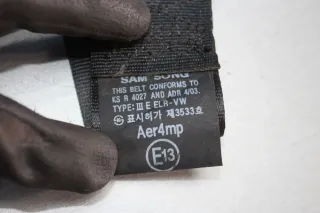 SAM SONG
THIS BELT CONFORMS TO
KS R 4027 AND ADR 4/03.
TYPE: III E ELR-VW
㉿ 표시허가 제3533호
Aer4mp
E13